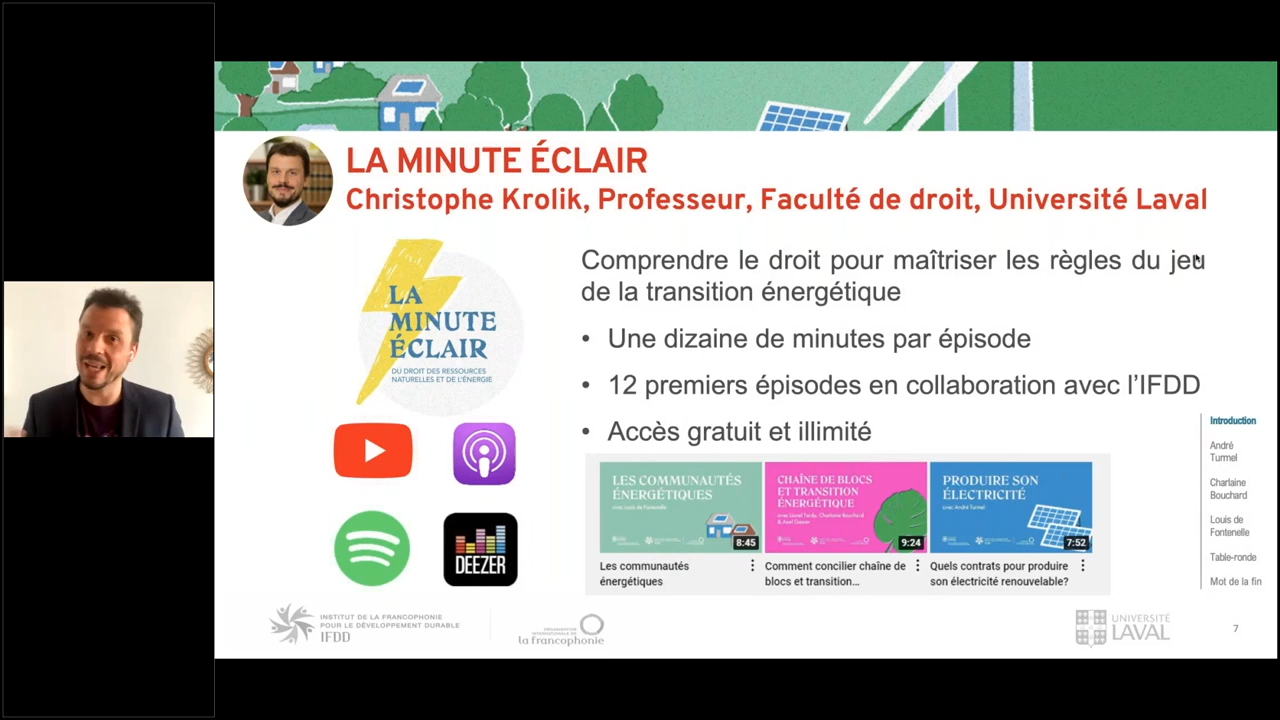 LA MINUTE ÉCLAIR
Christophe Krolik, Professeur, Faculté de droit, Université Laval
LA
MINUTE
ÉCLAIR
DU DROIT DES RESSOURCES
NATURELLES ET DE L'ÉNERGIE
Comprendre le droit pour maîtriser les règles du jeu
de la transition énergétique
• Une dizaine de minutes par épisode
• 12 premiers épisodes en collaboration avec l'IFDD
• Accès gratuit et illimité
DEEZER
LES COMMUNAUTÉS
ÉNERGÉTIQUES
avec Louis de Fontenelle
8:45
Les communautés
énergétiques
CHAÎNE DE BLOCS
ET TRANSITION
ÉNERGÉTIQUE
avec Lionel Tardy, Charlaine Bouchard
9:24
Comment concilier chaîne de
blocs et transition...
PRODUIRE SON
ÉLECTRICITÉ
avec André Turmel
7:52
Quels contrats pour produire
son électricité renouvelable?
Introduction
André
Turmel
Charlaine
Bouchard
Louis de
Fontenelle
Table-ronde
Mot de la fin
INSTITUT DE LA FRANCOPHONIE
POUR LE DÉVELOPPEMENT DURABLE
IFDD
ORGANISATION
INTERNATIONALE DE
la francophonie
UNIVERSITÉ
LAVAL
7